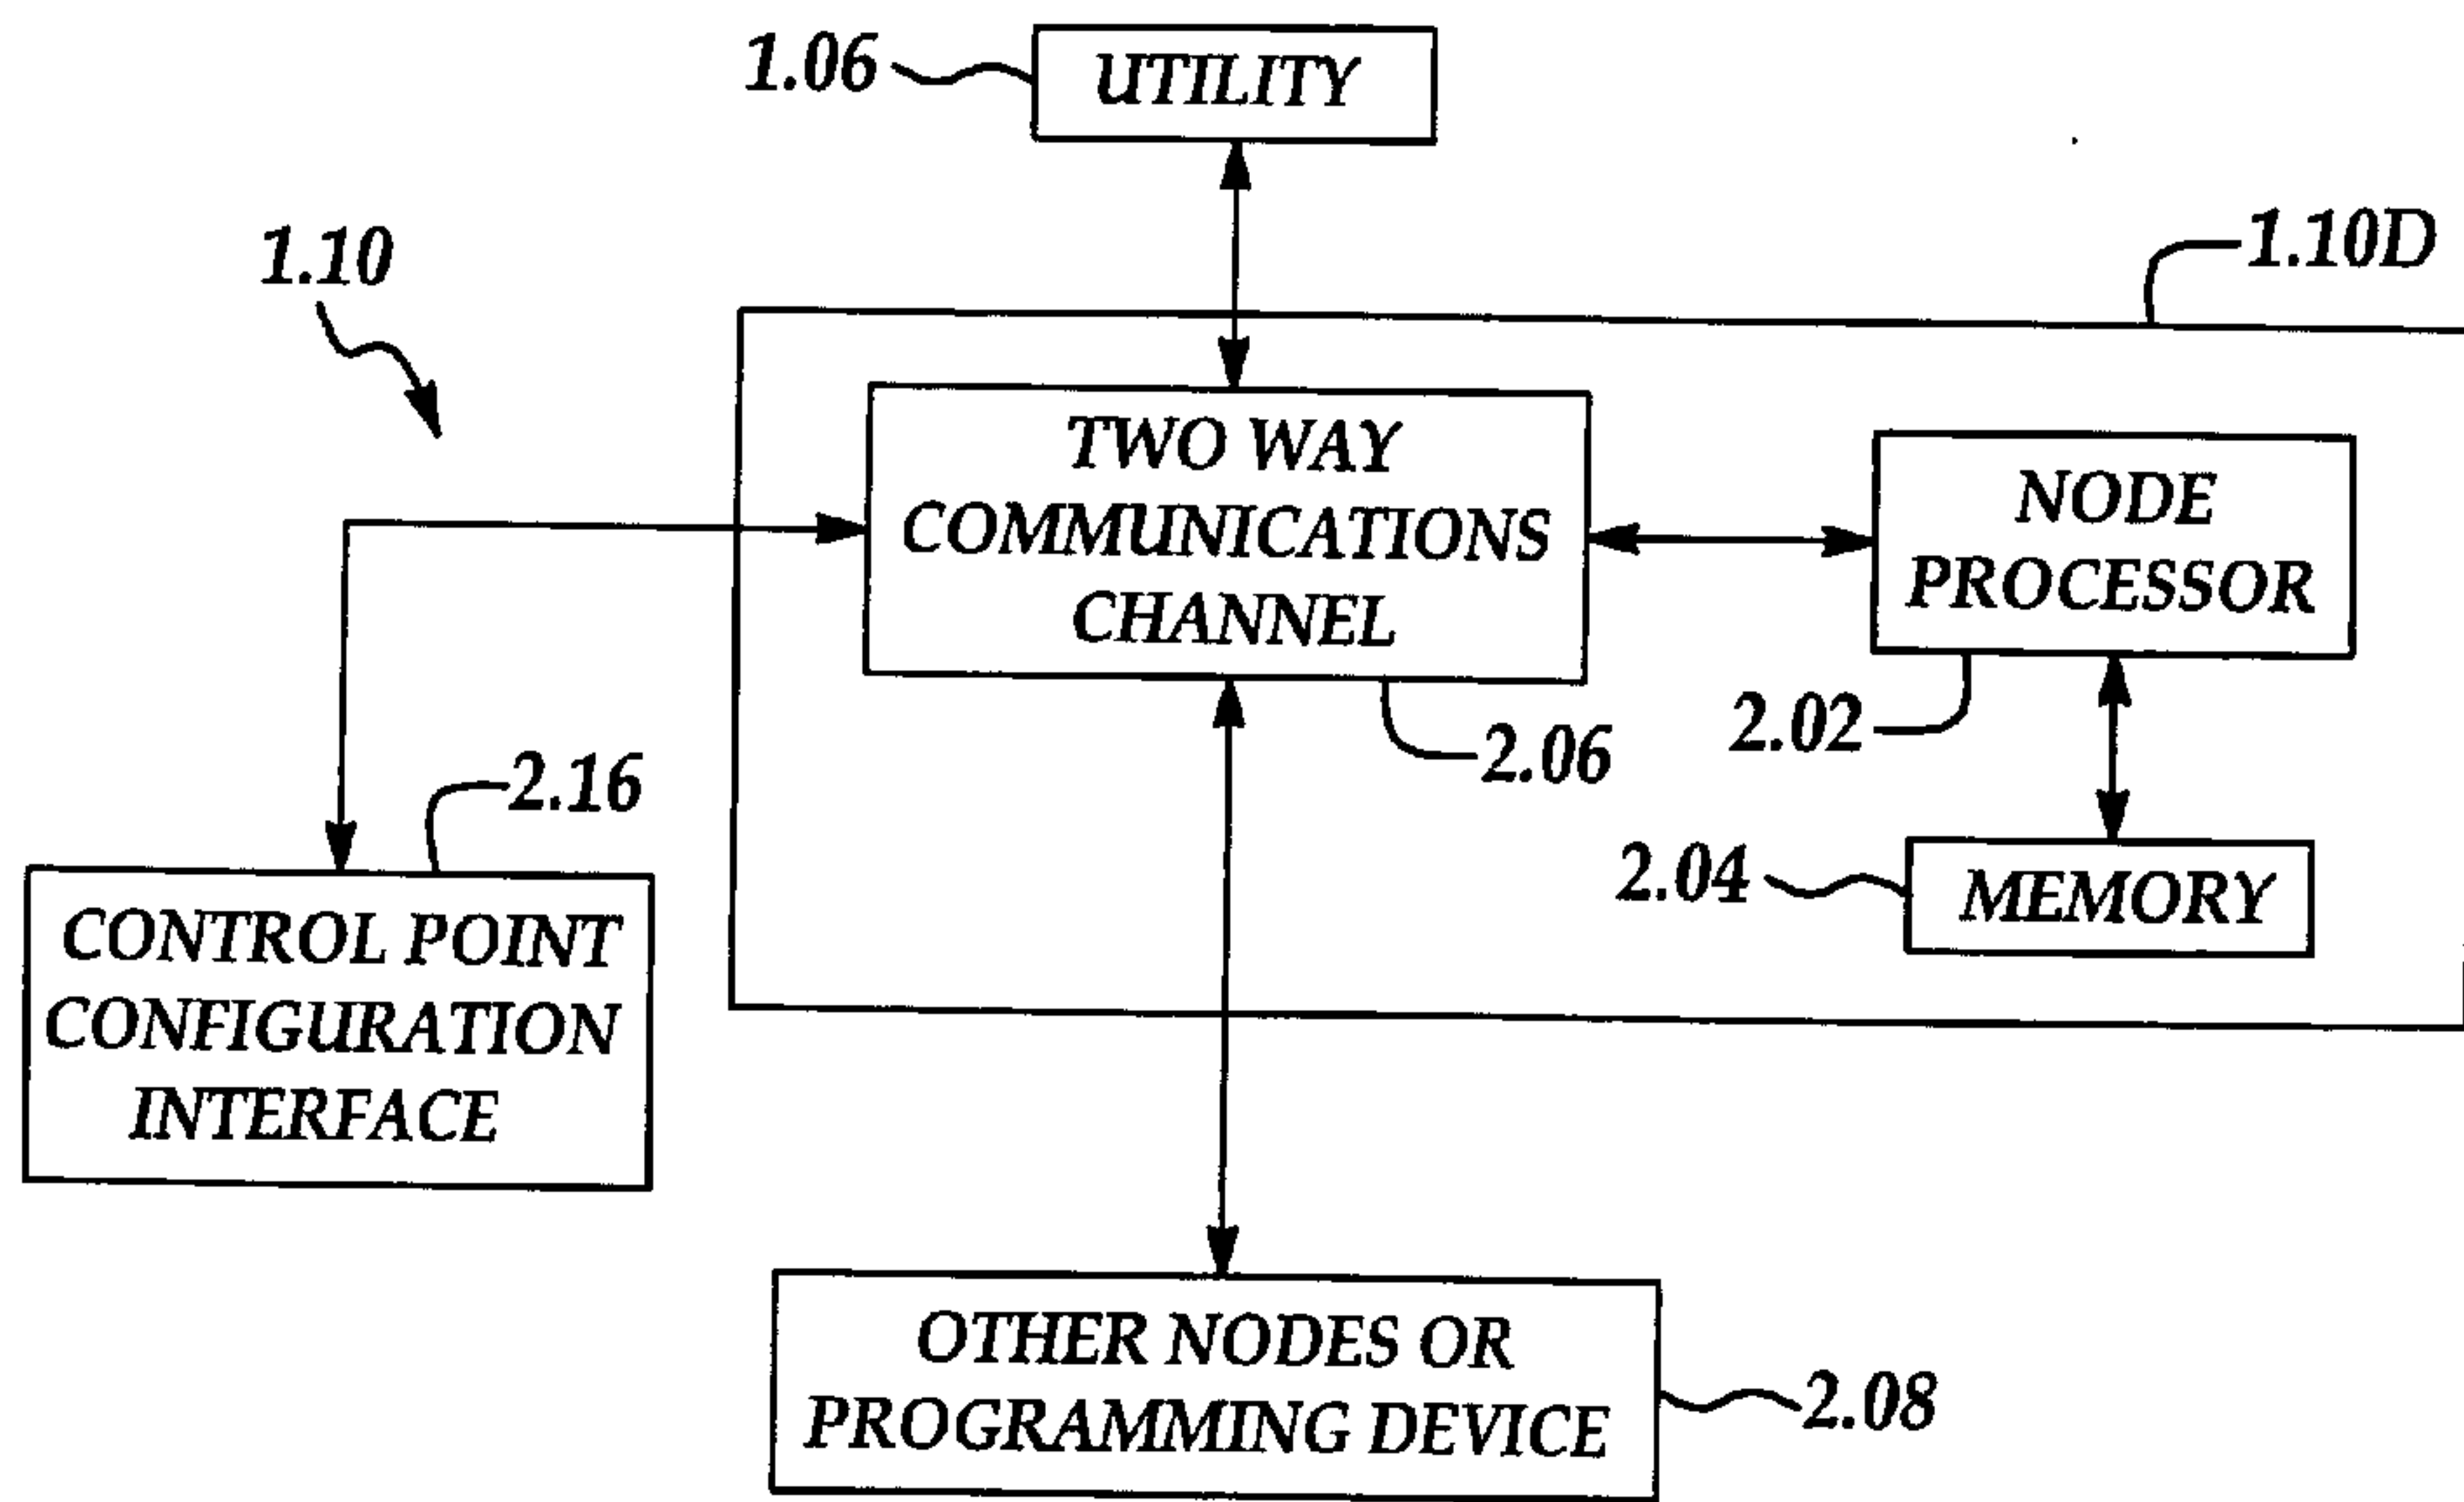 1.06
UTILITY
1.10
1.10D
TWO WAY
COMMUNICATIONS
CHANNEL
NODE
PROCESSOR
2.02
2.06
2.16
2.04
MEMORY
CONTROL POINT
CONFIGURATION
INTERFACE
OTHER NODES OR
PROGRAMMING DEVICE
2.08